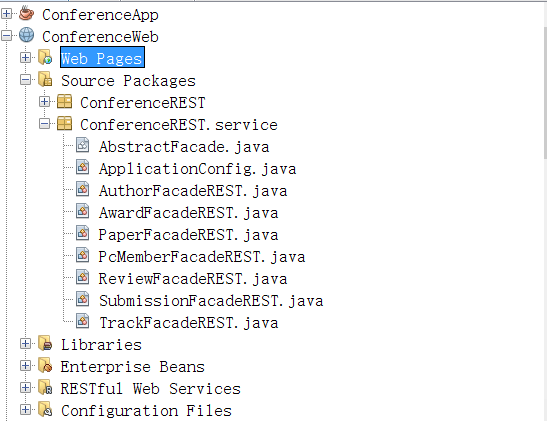 ConferenceApp
ConferenceWeb
Web Pages
Source Packages
ConferenceREST
ConferenceREST.service
AbstractFacade.java
ApplicationConfig.java
AuthorFacadeREST.java
AwardFacadeREST.java
PaperFacadeREST.java
PcMemberFacadeREST.java
ReviewFacadeREST.java
SubmissionFacadeREST.java
TrackFacadeREST.java
Libraries
Enterprise Beans
RESTful Web Services
Configuration Files